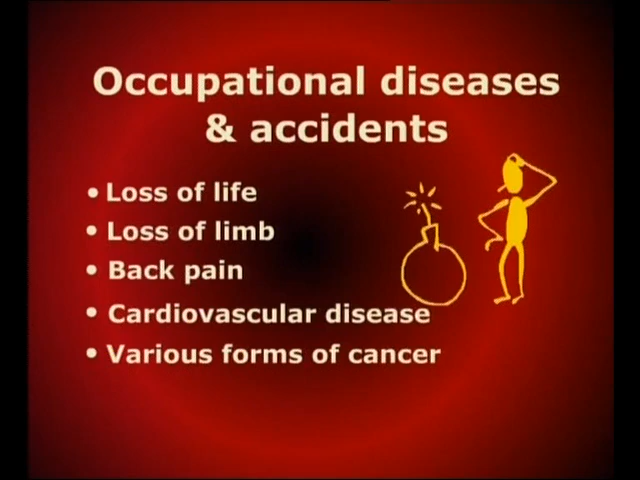 Occupational diseases
& accidents
• Loss of life
• Loss of limb
• Back pain
• Cardiovascular disease
• Various forms of cancer